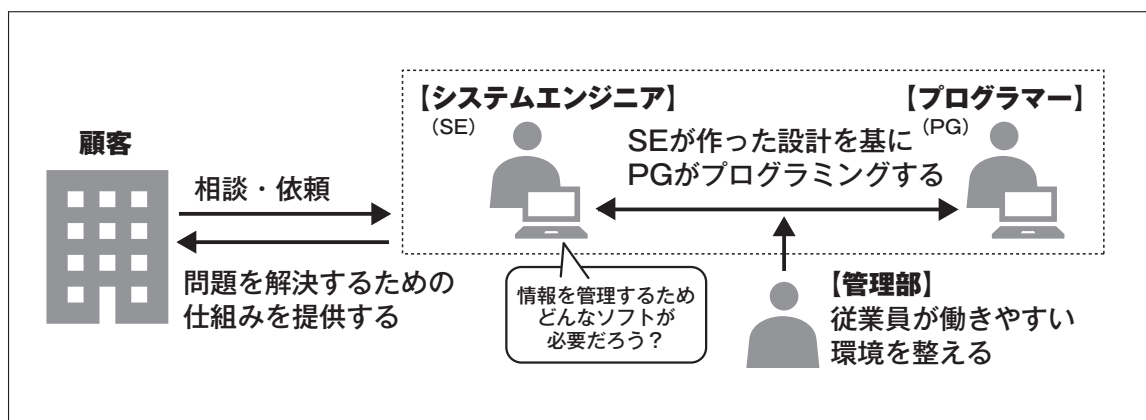 顧客
相談・依頼
問題を解決するための
仕組みを提供する
【システムエンジニア】
(SE)
【プログラマー】
(PG)
SEが作った設計を基に
PGがプログラミングする
情報を管理するため
どんなソフトが
必要だろう？
【管理部】
従業員が働きやすい
環境を整える